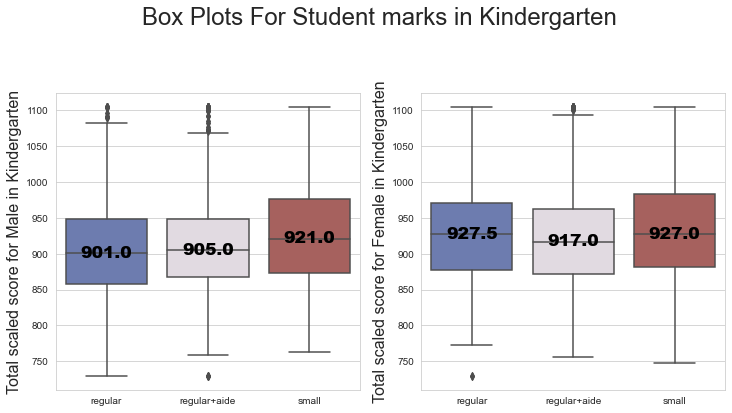 Box Plots For Student marks in Kindergarten
Total scaled score for Male in Kindergarten
1100
1050
1000
950
900
850
800
750
901.0
905.0
921.0
regular
regular+aide
small
Total scaled score for Female in Kindergarten
1100
1050
1000
950
900
850
800
750
927.5
917.0
927.0
regular
regular+aide
small